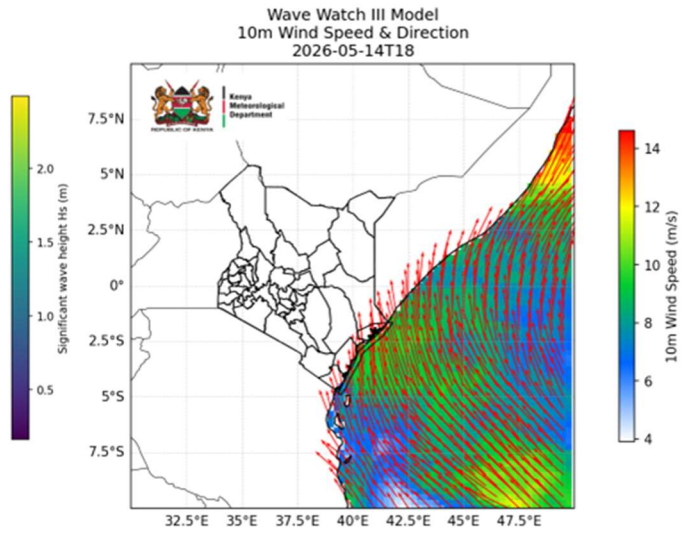 Wave Watch III Model
10m Wind Speed & Direction
2026-05-14T18
Kenya
Meteorological
Department
REPUBLIC OF KENYA
7.5°N
5°N
2.5°N
0°
2.5°S
5°S
7.5°S
32.5°E
35°E
37.5°E
40°E
42.5°E
45°E
47.5°E
2.0
1.5
1.0
0.5
Significant wave height Hs (m)
14
12
10
8
6
4
10m Wind Speed (m/s)